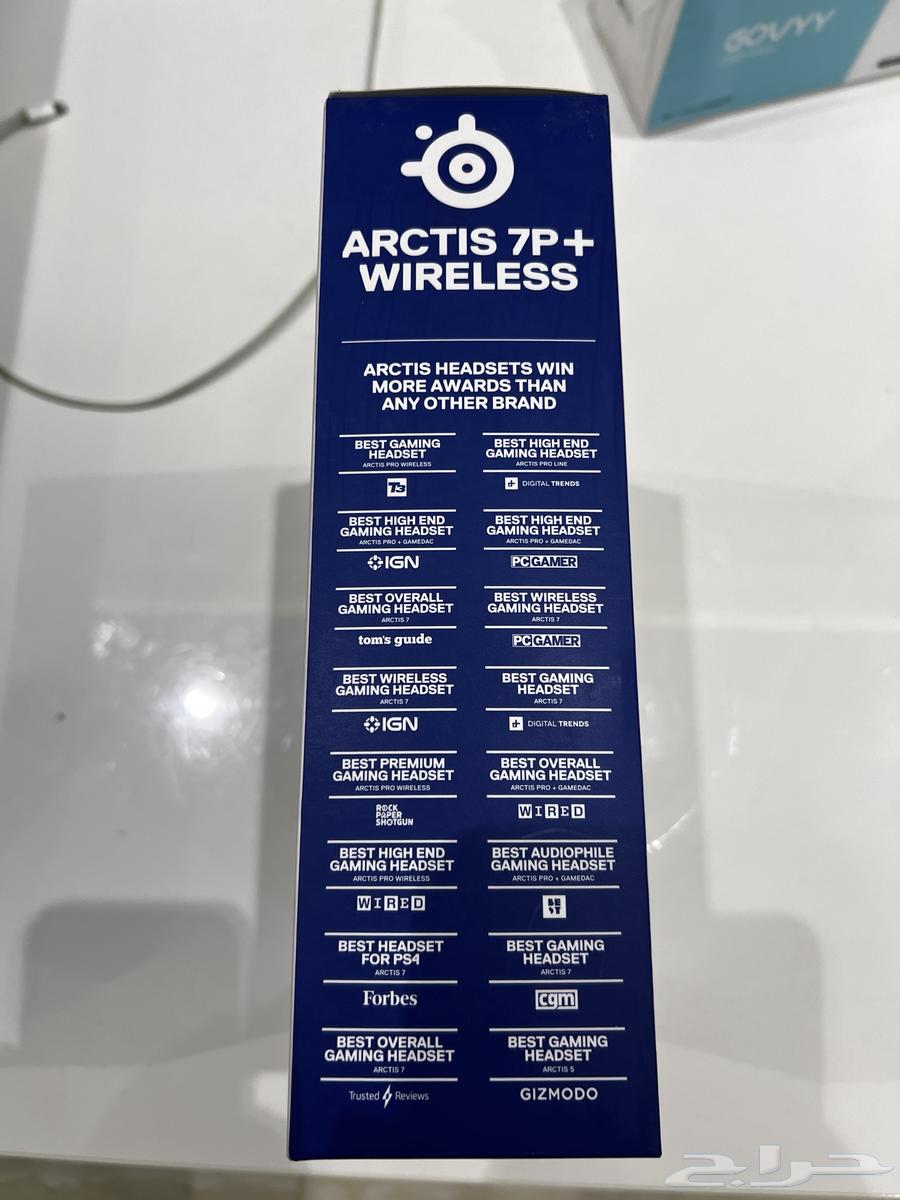 GOVYY
ARCTIS 7P+
WIRELESS
ARCTIS HEADSETS WIN
MORE AWARDS THAN
ANY OTHER BRAND
BEST GAMING
HEADSET
ARCTIS PRO WIRELESS
T3
BEST HIGH END
GAMING HEADSET
ARCTIS PRO LINE
DIGITAL TRENDS
BEST HIGH END
GAMING HEADSET
ARCTIS PRO + GAMEDAC
IGN
BEST HIGH END
GAMING HEADSET
ARCTIS PRO + GAMEDAC
PCGAMER
BEST OVERALL
GAMING HEADSET
ARCTIS 7
tom's guide
BEST WIRELESS
GAMING HEADSET
ARCTIS 7
PCGAMER
BEST WIRELESS
GAMING HEADSET
ARCTIS 7
IGN
BEST GAMING
HEADSET
ARCTIS 7
DIGITAL TRENDS
BEST PREMIUM
GAMING HEADSET
ARCTIS PRO WIRELESS
ROCK
PAPER
SHOTGUN
BEST OVERALL
GAMING HEADSET
ARCTIS PRO + GAMEDAC
WIRED
BEST HIGH END
GAMING HEADSET
ARCTIS PRO WIRELESS
WIRED
BEST AUDIOPHILE
GAMING HEADSET
ARCTIS PRO + GAMEDAC
BE
ST
BEST HEADSET
FOR PS4
ARCTIS 7
Forbes
BEST GAMING
HEADSET
ARCTIS 7
cgm
BEST OVERALL
GAMING HEADSET
ARCTIS 7
Trusted Reviews
BEST GAMING
HEADSET
ARCTIS 5
GIZMODO
حراج